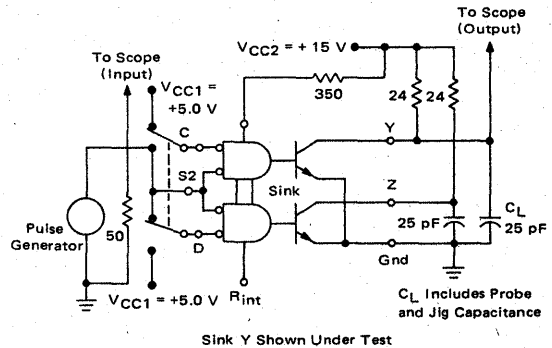 To Scope
(Output)
To Scope
(Input)
VCC2 = + 15 V
VCC1 =
+5.0 V
350
24
24
C
Y
S2
Sink
Z
Pulse
Generator
50
D
25 pF
CL
25 pF
Gnd
VCC1 = +5.0 V
Rint
CL Includes Probe
and Jig Capacitance
Sink Y Shown Under Test